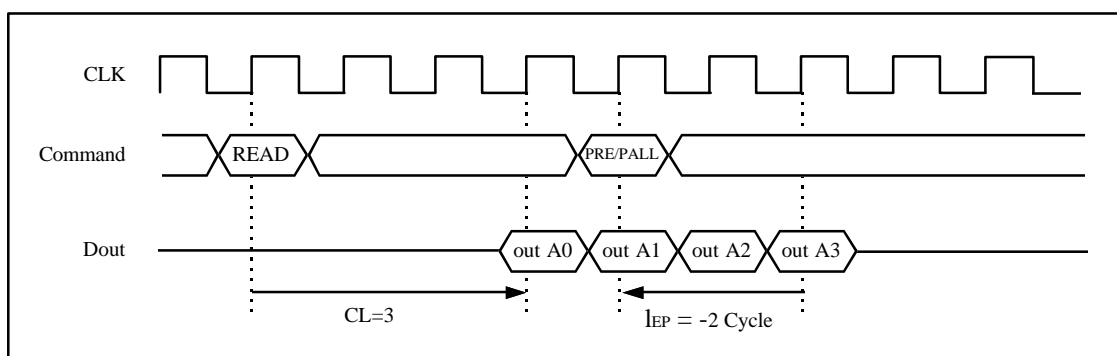 CLK
Command READ PRE/PALL
Dout out A0 out A1 out A2 out A3
CL=3 lEP = -2 Cycle